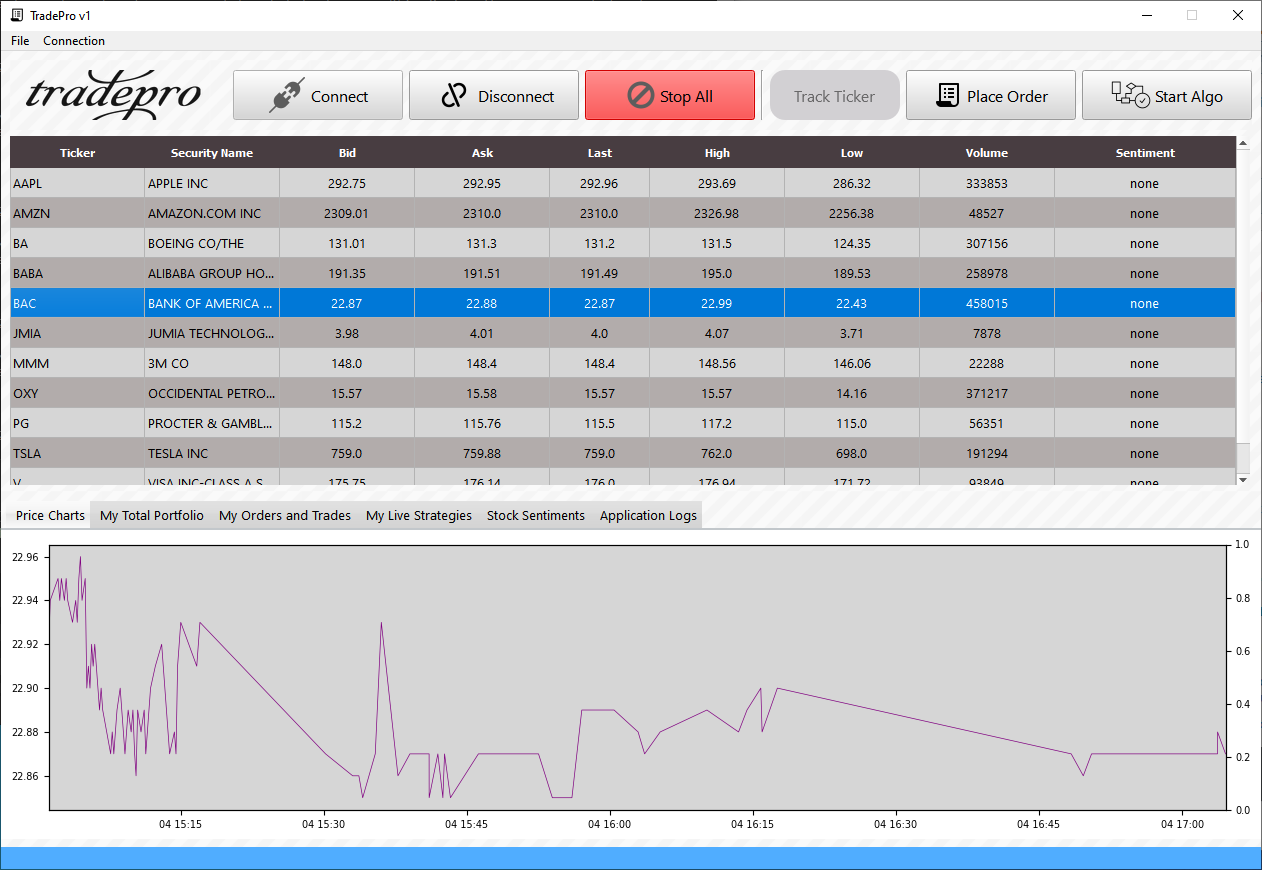 TradePro v1
File Connection
tradepro Connect Disconnect Stop All Track Ticker Place Order Start Algo
Ticker Security Name Bid Ask Last High Low Volume Sentiment
AAPL APPLE INC 292.75 292.95 292.96 293.69 286.32 333853 none
AMZN AMAZON.COM INC 2309.01 2310.0 2310.0 2326.98 2256.38 48527 none
BA BOEING CO/THE 131.01 131.3 131.2 131.5 124.35 307156 none
BABA ALIBABA GROUP HO... 191.35 191.51 191.49 195.0 189.53 258978 none
BAC BANK OF AMERICA ... 22.87 22.88 22.87 22.99 22.43 458015 none
JMIA JUMIA TECHNOLOG... 3.98 4.01 4.0 4.07 3.71 7878 none
MMM 3M CO 148.0 148.4 148.4 148.56 146.06 22288 none
OXY OCCIDENTAL PETRO... 15.57 15.58 15.57 15.57 14.16 371217 none
PG PROCTER & GAMBL... 115.2 115.76 115.5 117.2 115.0 56351 none
TSLA TESLA INC 759.0 759.88 759.0 762.0 698.0 191294 none
V VISA INC-CLASS A S 175.75 176.14 176.0 176.94 171.72 93849 none
Price Charts My Total Portfolio My Orders and Trades My Live Strategies Stock Sentiments Application Logs
22.96 1.0
22.94 0.8
22.92 0.6
22.90 0.4
22.88 0.2
22.86 0.0
04 15:15 04 15:30 04 15:45 04 16:00 04 16:15 04 16:30 04 16:45 04 17:00